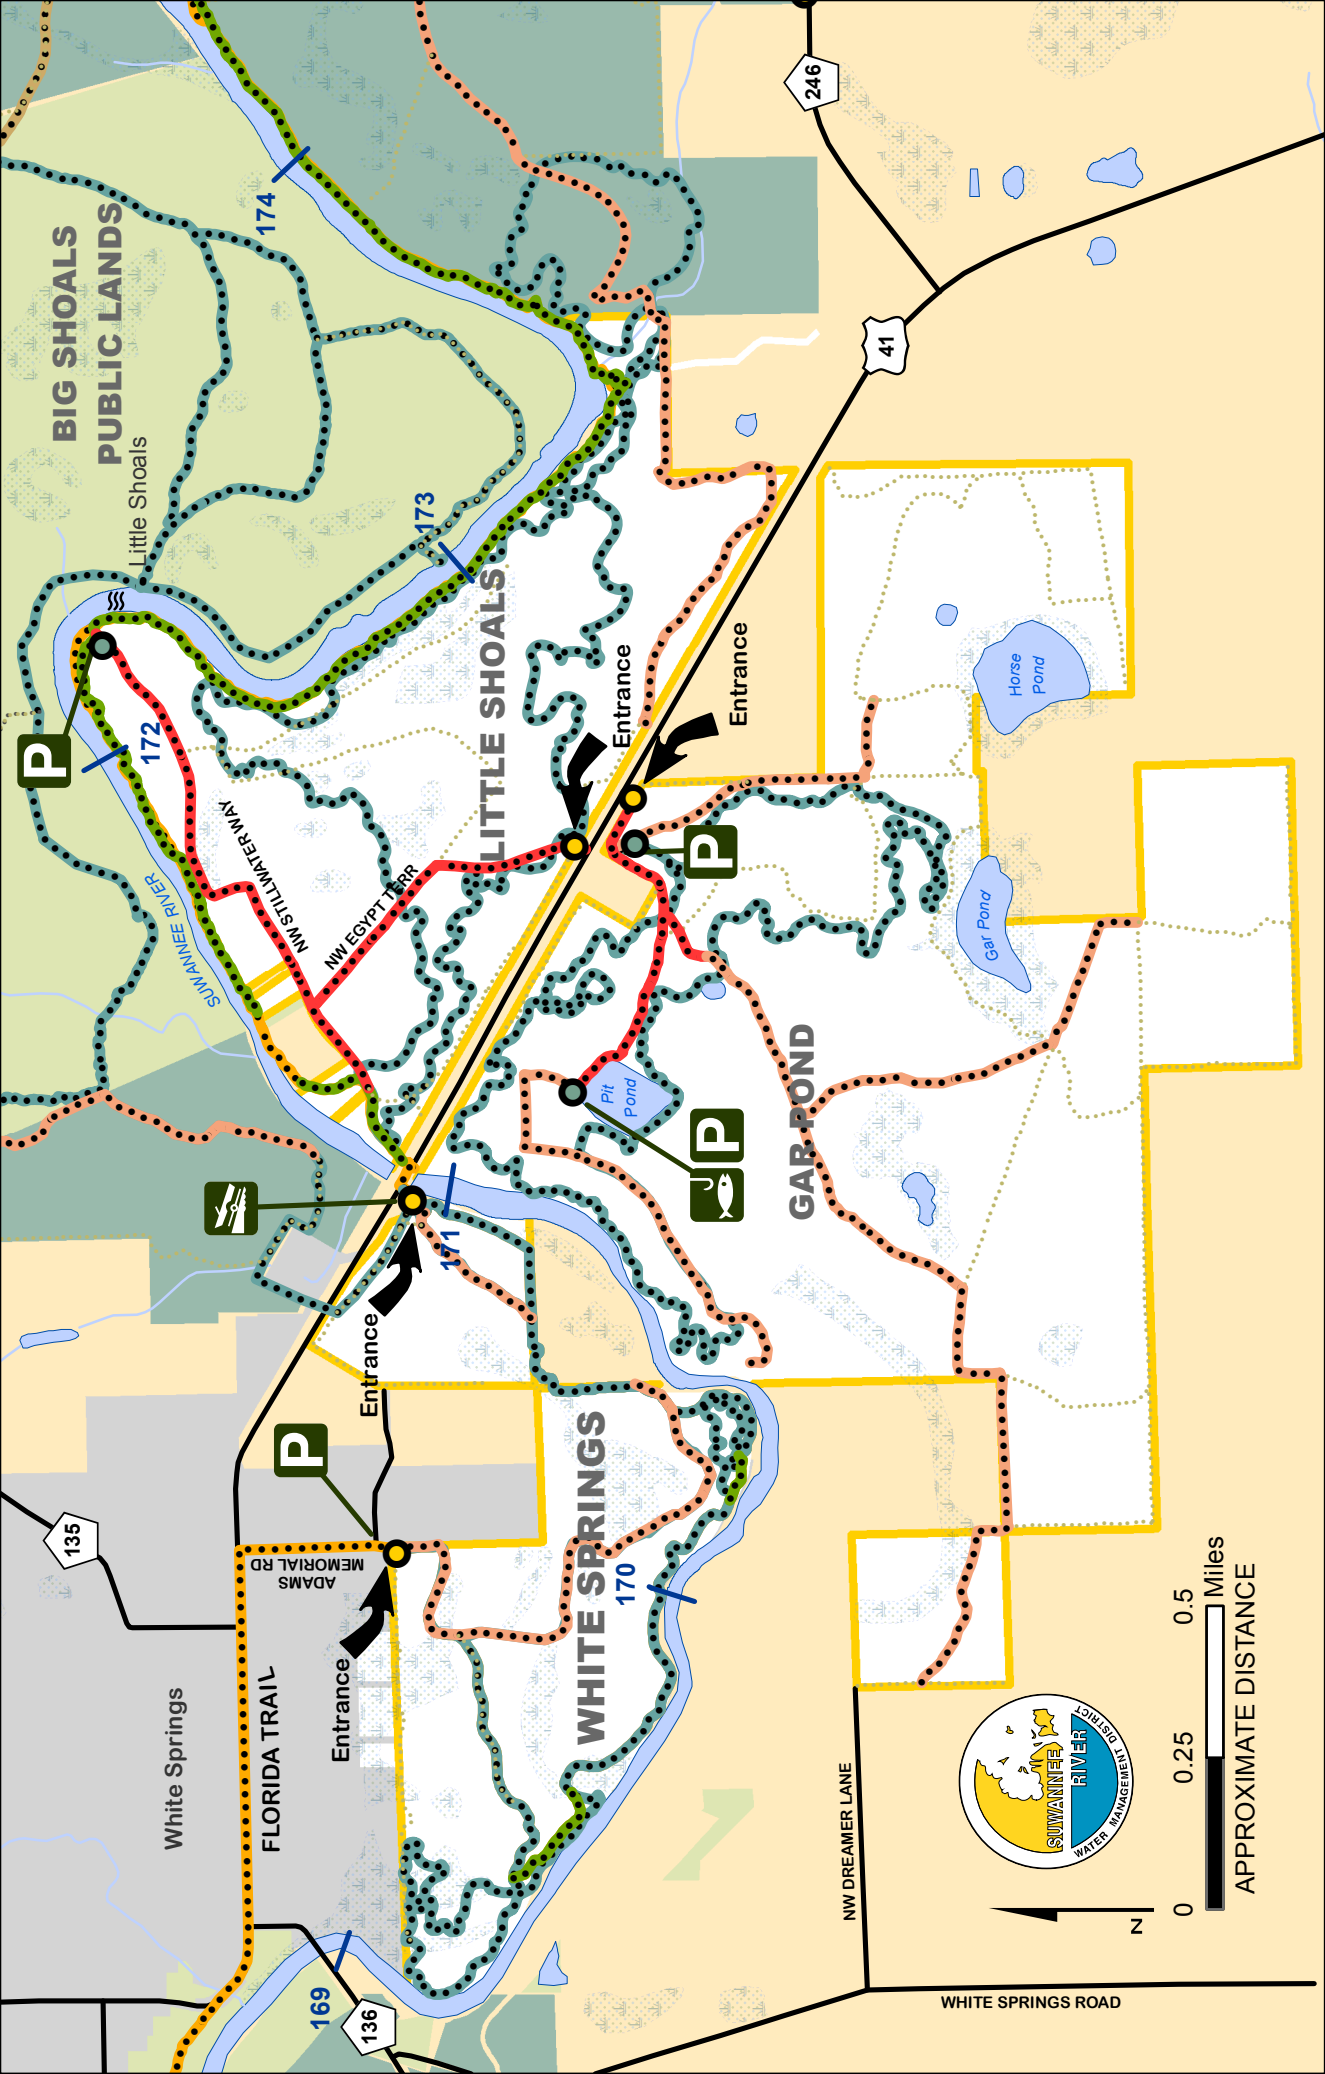 BIG SHOALS
PUBLIC LANDS
Little Shoals
174
173
172
171
170
169
P
P
P
P
246
41
135
136
SUWANNEE RIVER
NW STILLWATER WAY
NW EGYPT TERR
LITTLE SHOALS
Entrance
Entrance
Entrance
Entrance
Horse
Pond
Gar Pond
Pit
Pond
GAR POND
WHITE SPRINGS
ADAMS
MEMORIAL RD
FLORIDA TRAIL
White Springs
NW DREAMER LANE
WHITE SPRINGS ROAD
SUWANNEE
RIVER
WATER MANAGEMENT DISTRICT
N
0
0.25
0.5
Miles
APPROXIMATE DISTANCE